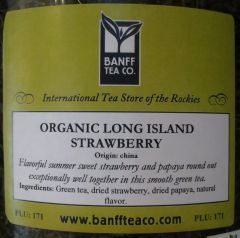 BANFF
TEA CO.
International Tea Store of the Rockies
ORGANIC LONG ISLAND
STRAWBERRY
Origin: china
Flavorful summer sweet strawberry and papaya round out
exceptionally well together in this smooth green tea.
Ingredients: Green tea, dried strawberry, dried papaya, natural
flavor.
PLU: 171 www.banffteaco.com PLU: 171